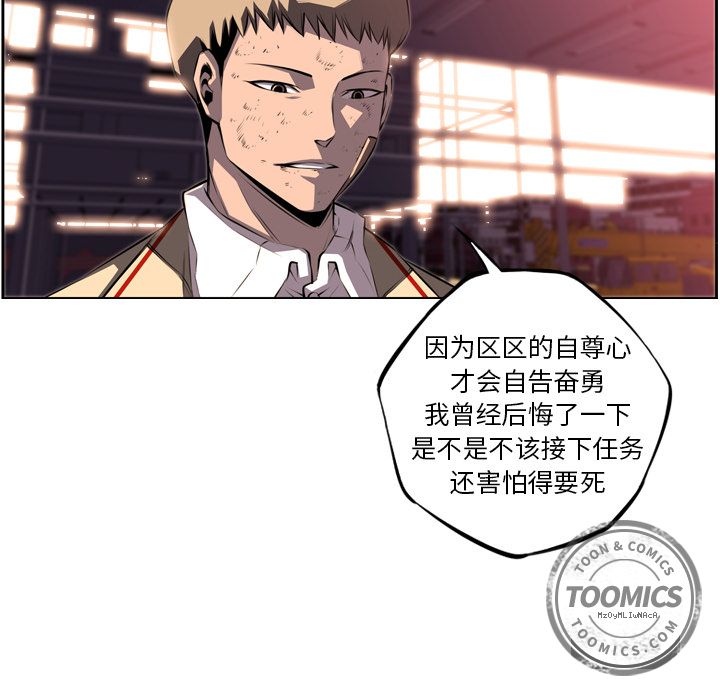 因为区区的自尊心
才会自告奋勇
我曾经后悔了一下
是不是不该接下任务
还害怕得要死
TOON & COMICS
TOOMICS
MzOyMLIwNAcA
TOOMICS.COM